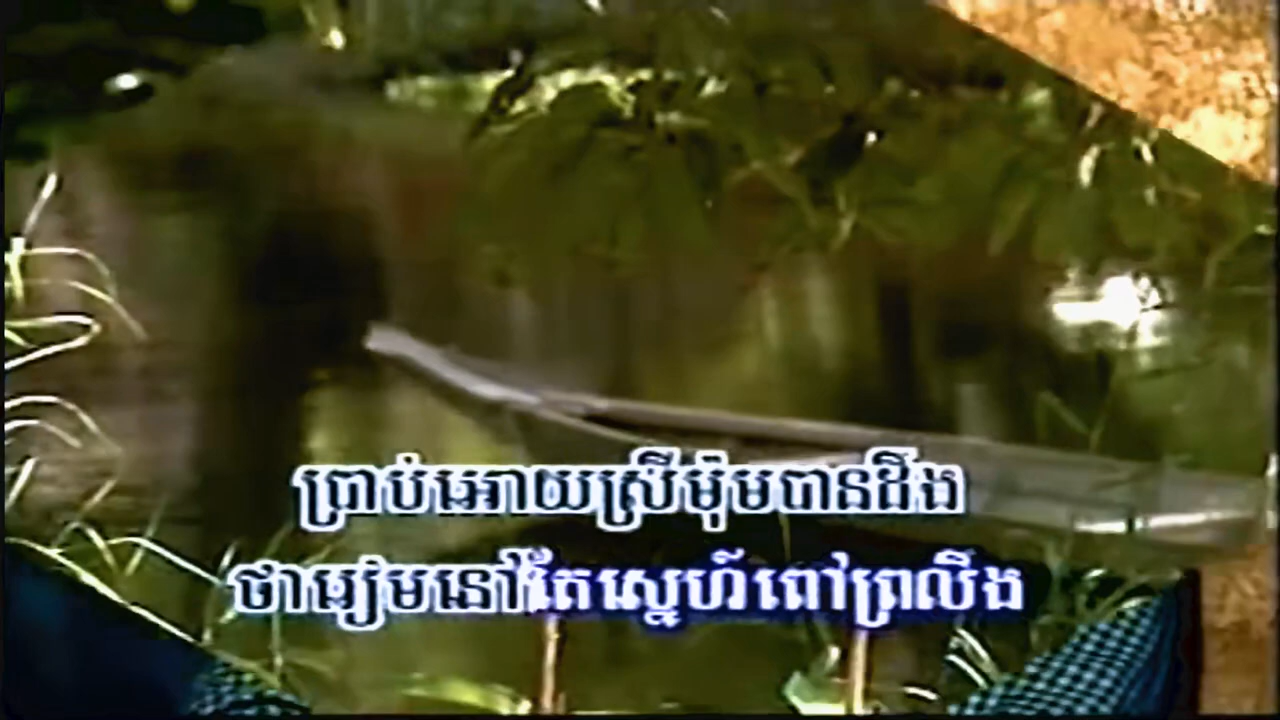 ប្រាប់អោយស្រីម៉ុមបានដឹង
ថារៀមនៅតែស្នេហ៍ពៅព្រលឹង